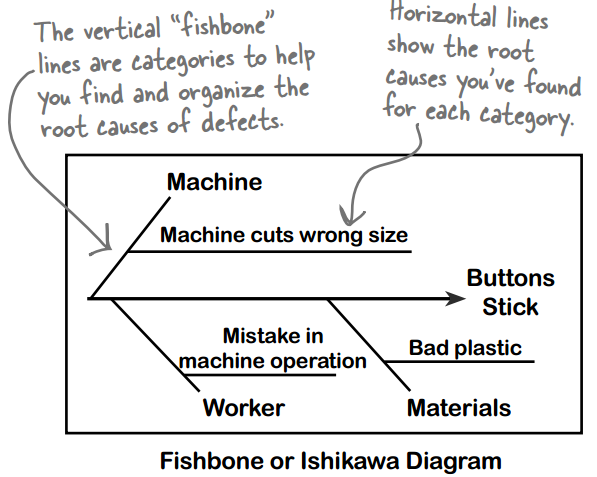 The vertical “fishbone”
lines are categories to help
you find and organize the
root causes of defects.
Horizontal lines
show the root
causes you’ve found
for each category.
Machine
Machine cuts wrong size
Buttons
Stick
Mistake in
machine operation
Bad plastic
Worker
Materials
Fishbone or Ishikawa Diagram